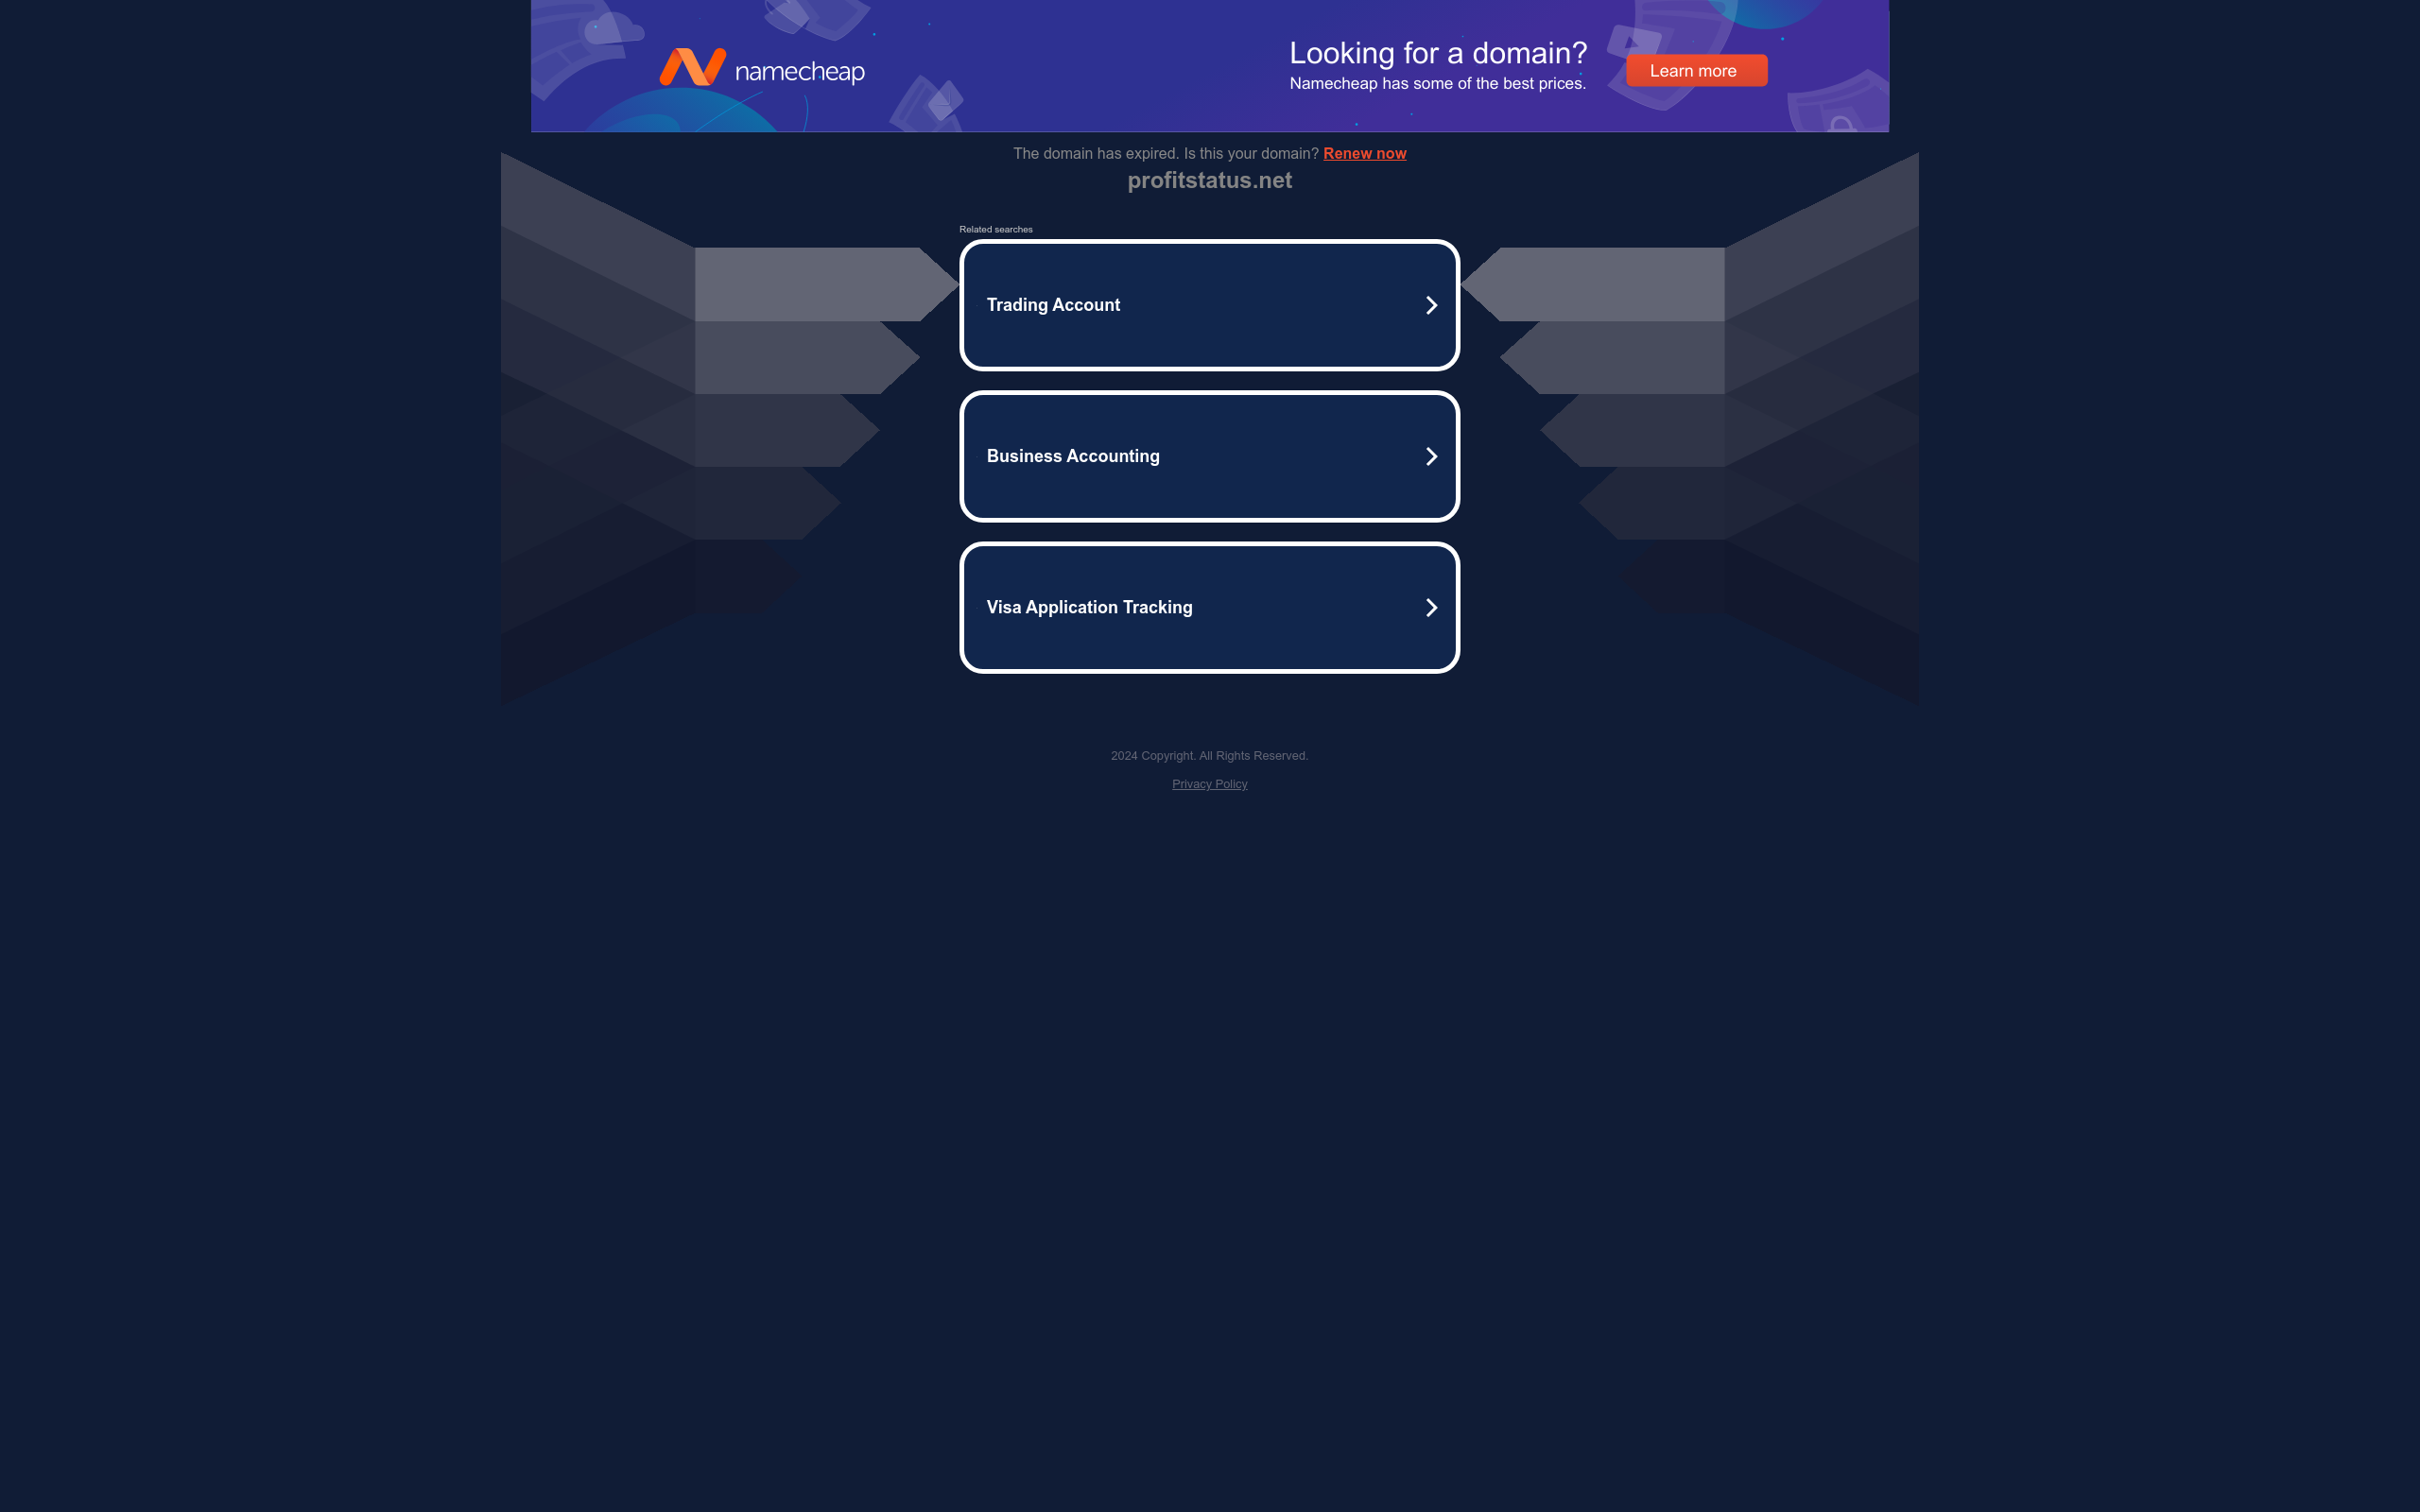 namecheap
Looking for a domain?
Namecheap has some of the best prices.
Learn more
The domain has expired. Is this your domain? Renew now
profitstatus.net
Related searches
Trading Account
Business Accounting
Visa Application Tracking
2024 Copyright. All Rights Reserved.
Privacy Policy